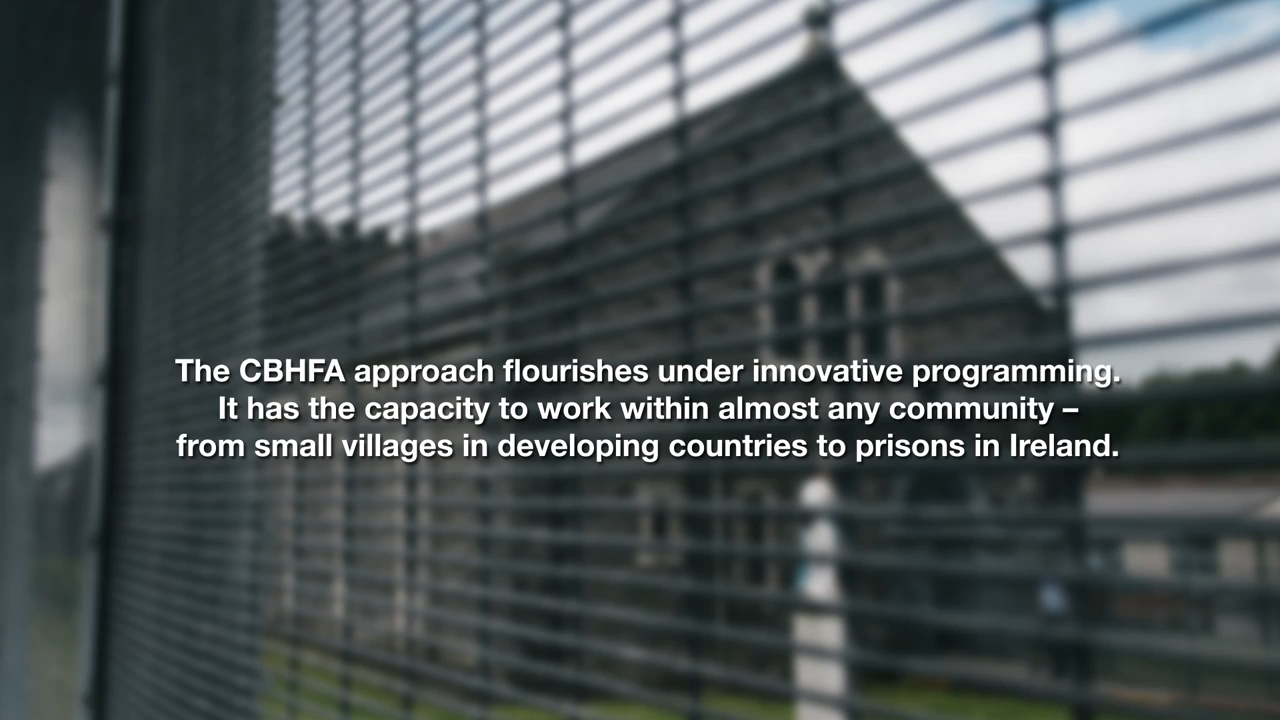 The CBHFA approach flourishes under innovative programming.
It has the capacity to work within almost any community –
from small villages in developing countries to prisons in Ireland.